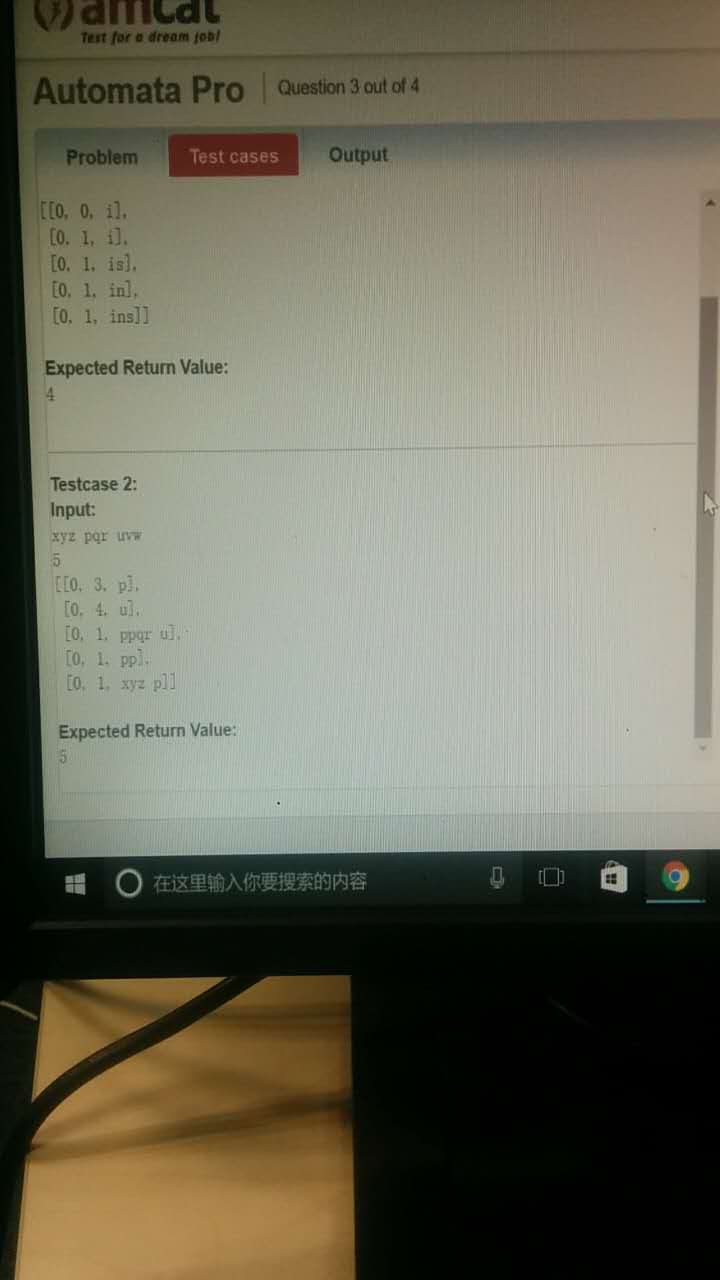 amcat
Test for a dream job!
Automata Pro
Question 3 out of 4
Problem
Test cases
Output
[[0, 0, i],
[0, 1, i],
[0, 1, is],
[0, 1, in],
[0, 1, ins]]
Expected Return Value:
4
Testcase 2:
Input:
xyz pqr uvw
5
[[0, 3, p],
[0, 4, u],
[0, 1, ppqr u],
[0, 1, pp],
[0, 1, xyz p]]
Expected Return Value:
5
在这里输入你要搜索的内容